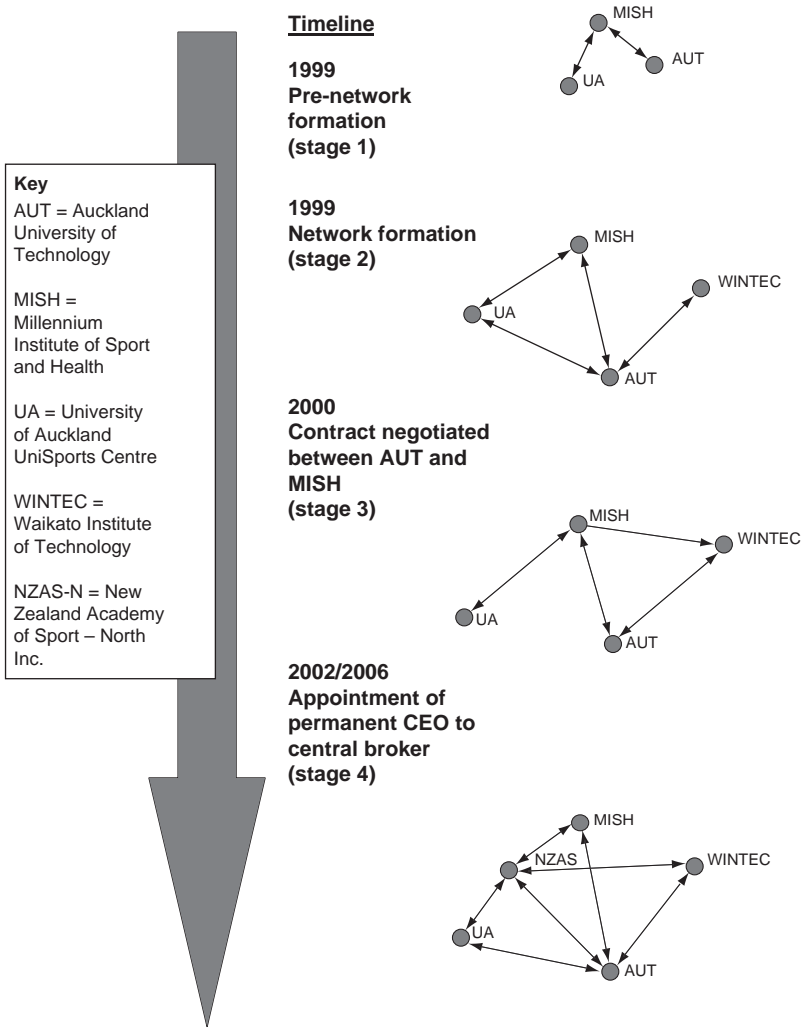 Timeline
1999
Pre-network
formation
(stage 1)
MISH
AUT
UA
Key
AUT = Auckland
University of
Technology
MISH =
Millennium
Institute of Sport
and Health
UA = University
of Auckland
UniSports Centre
WINTEC =
Waikato Institute
of Technology
NZAS-N = New
Zealand Academy
of Sport – North
Inc.
1999
Network formation
(stage 2)
MISH
WINTEC
UA
AUT
2000
Contract negotiated
between AUT and
MISH
(stage 3)
MISH
WINTEC
UA
AUT
2002/2006
Appointment of
permanent CEO to
central broker
(stage 4)
MISH
NZAS
WINTEC
UA
AUT